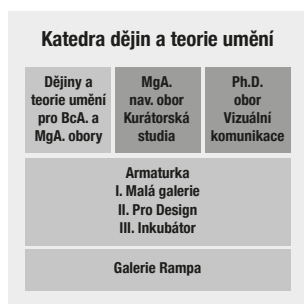 Katedra dějin a teorie umění
Dějiny a
teorie umění
pro BcA. a
MgA. obory
MgA.
nav. obor
Kurátorská
studia
Ph.D.
obor
Vizuální
komunikace
Armaturka
I. Malá galerie
II. Pro Design
III. Inkubátor
Galerie Rampa